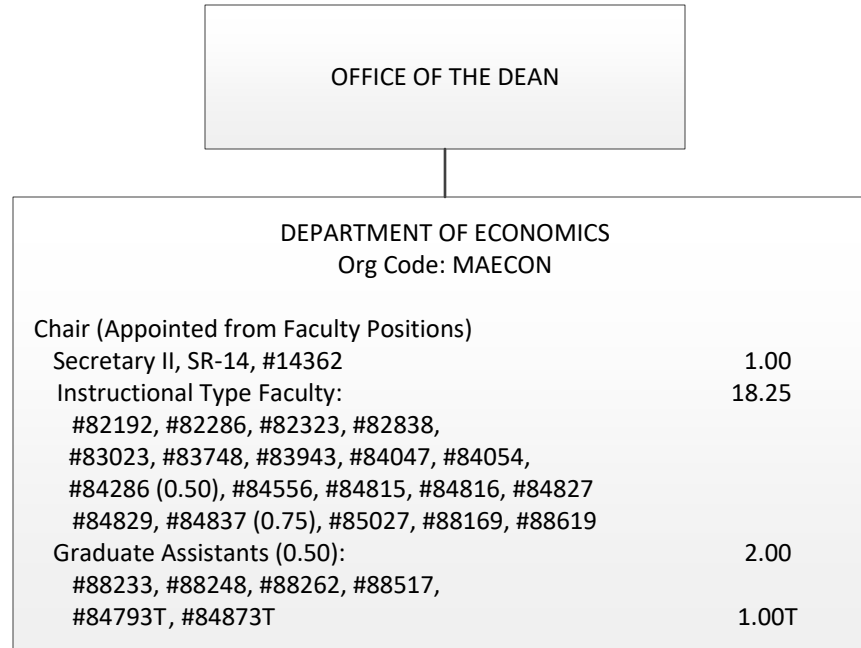 OFFICE OF THE DEAN
DEPARTMENT OF ECONOMICS
Org Code: MAECON
Chair (Appointed from Faculty Positions)
Secretary II, SR-14, #14362 1.00
Instructional Type Faculty: 18.25
#82192, #82286, #82323, #82838,
#83023, #83748, #83943, #84047, #84054,
#84286 (0.50), #84556, #84815, #84816, #84827
#84829, #84837 (0.75), #85027, #88169, #88619
Graduate Assistants (0.50): 2.00
#88233, #88248, #88262, #88517,
#84793T, #84873T 1.00T